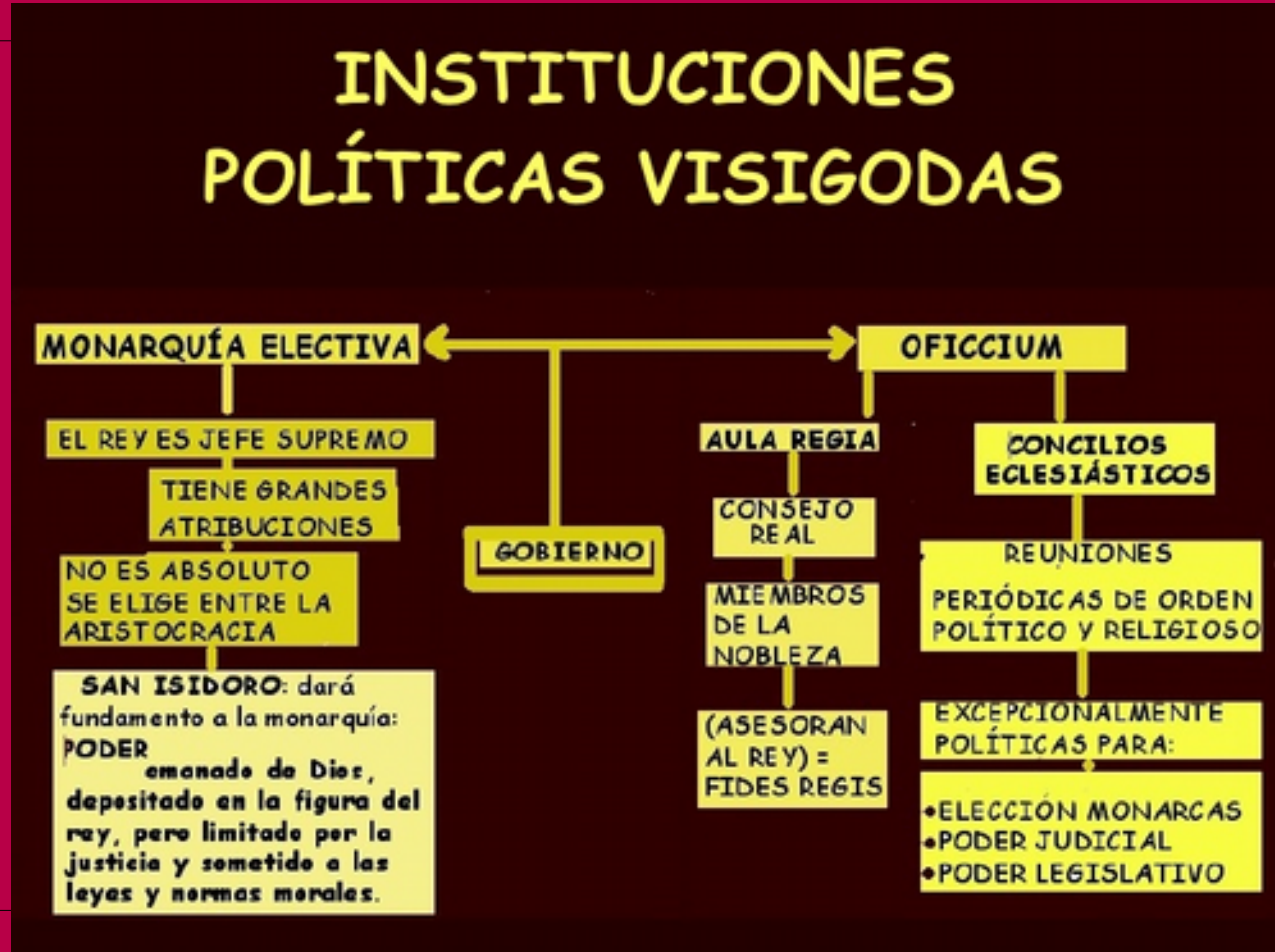 INSTITUCIONES
POLÍTICAS VISIGODAS
MONARQUÍA ELECTIVA
EL REY ES JEFE SUPREMO
TIENE GRANDES
ATRIBUCIONES
NO ES ABSOLUTO
SE ELIGE ENTRE LA
ARISTOCRACIA
SAN ISIDORO: dará
fundamento a la monarquía:
PODER
emanado de Dios,
depositado en la figura del
rey, pero limitado por la
justicia y sometido a las
leyes y normas morales.
GOBIERNO
OFICCIUM
AULA REGIA
CONSEJO
REAL
MIEMBROS
DE LA
NOBLEZA
(ASESORAN
AL REY) =
FIDES REGIS
CONCILIOS
ECLESIÁSTICOS
REUNIONES
PERIÓDICAS DE ORDEN
POLÍTICO Y RELIGIOSO
EXCEPCIONALMENTE
POLÍTICAS PARA:
•ELECCIÓN MONARCAS
•PODER JUDICIAL
•PODER LEGISLATIVO